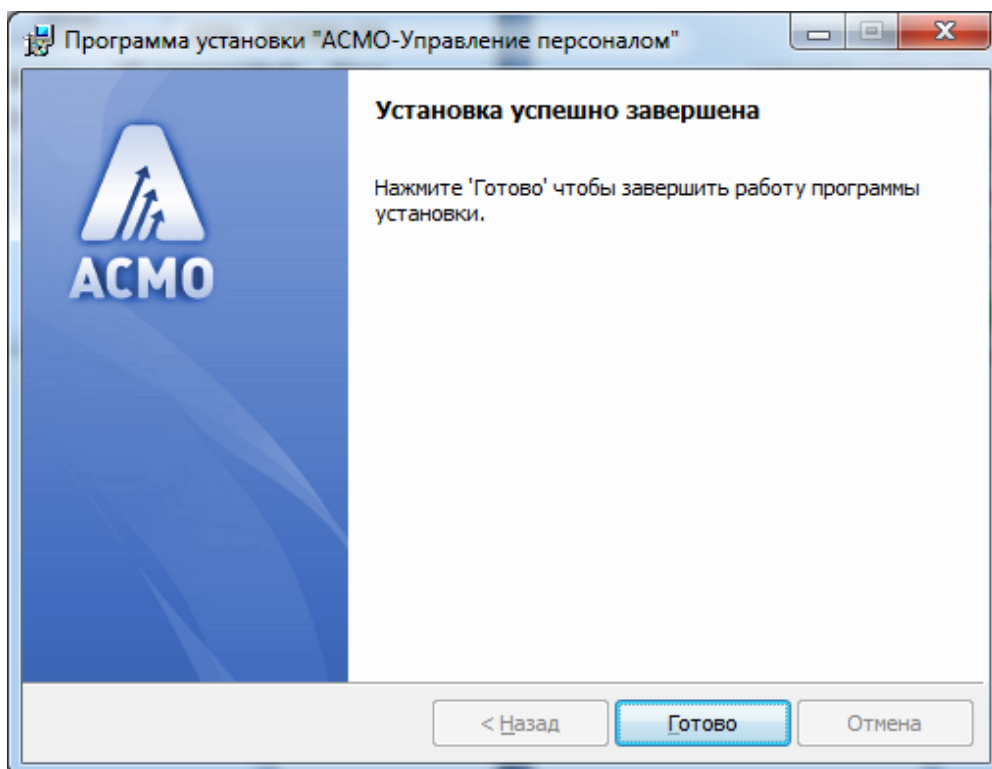 Программа установки "АСМО-Управление персоналом"
Установка успешно завершена
Нажмите 'Готово' чтобы завершить работу программы
установки.
АСМО
< Назад
Готово
Отмена